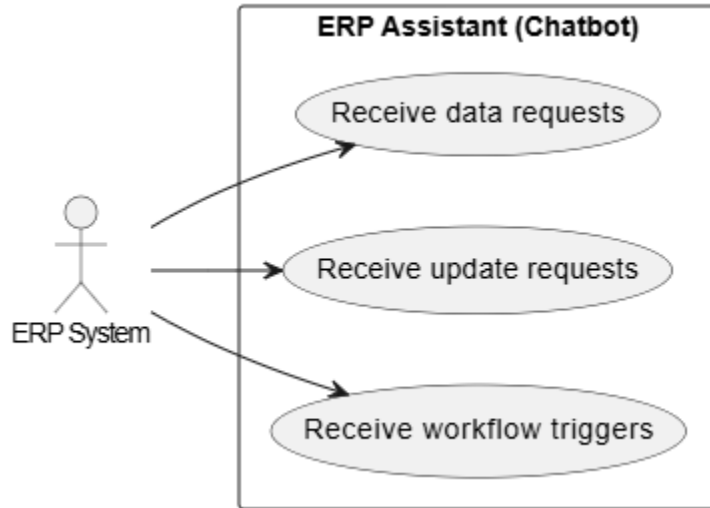 ERP Assistant (Chatbot)
Receive data requests
Receive update requests
ERP System
Receive workflow triggers